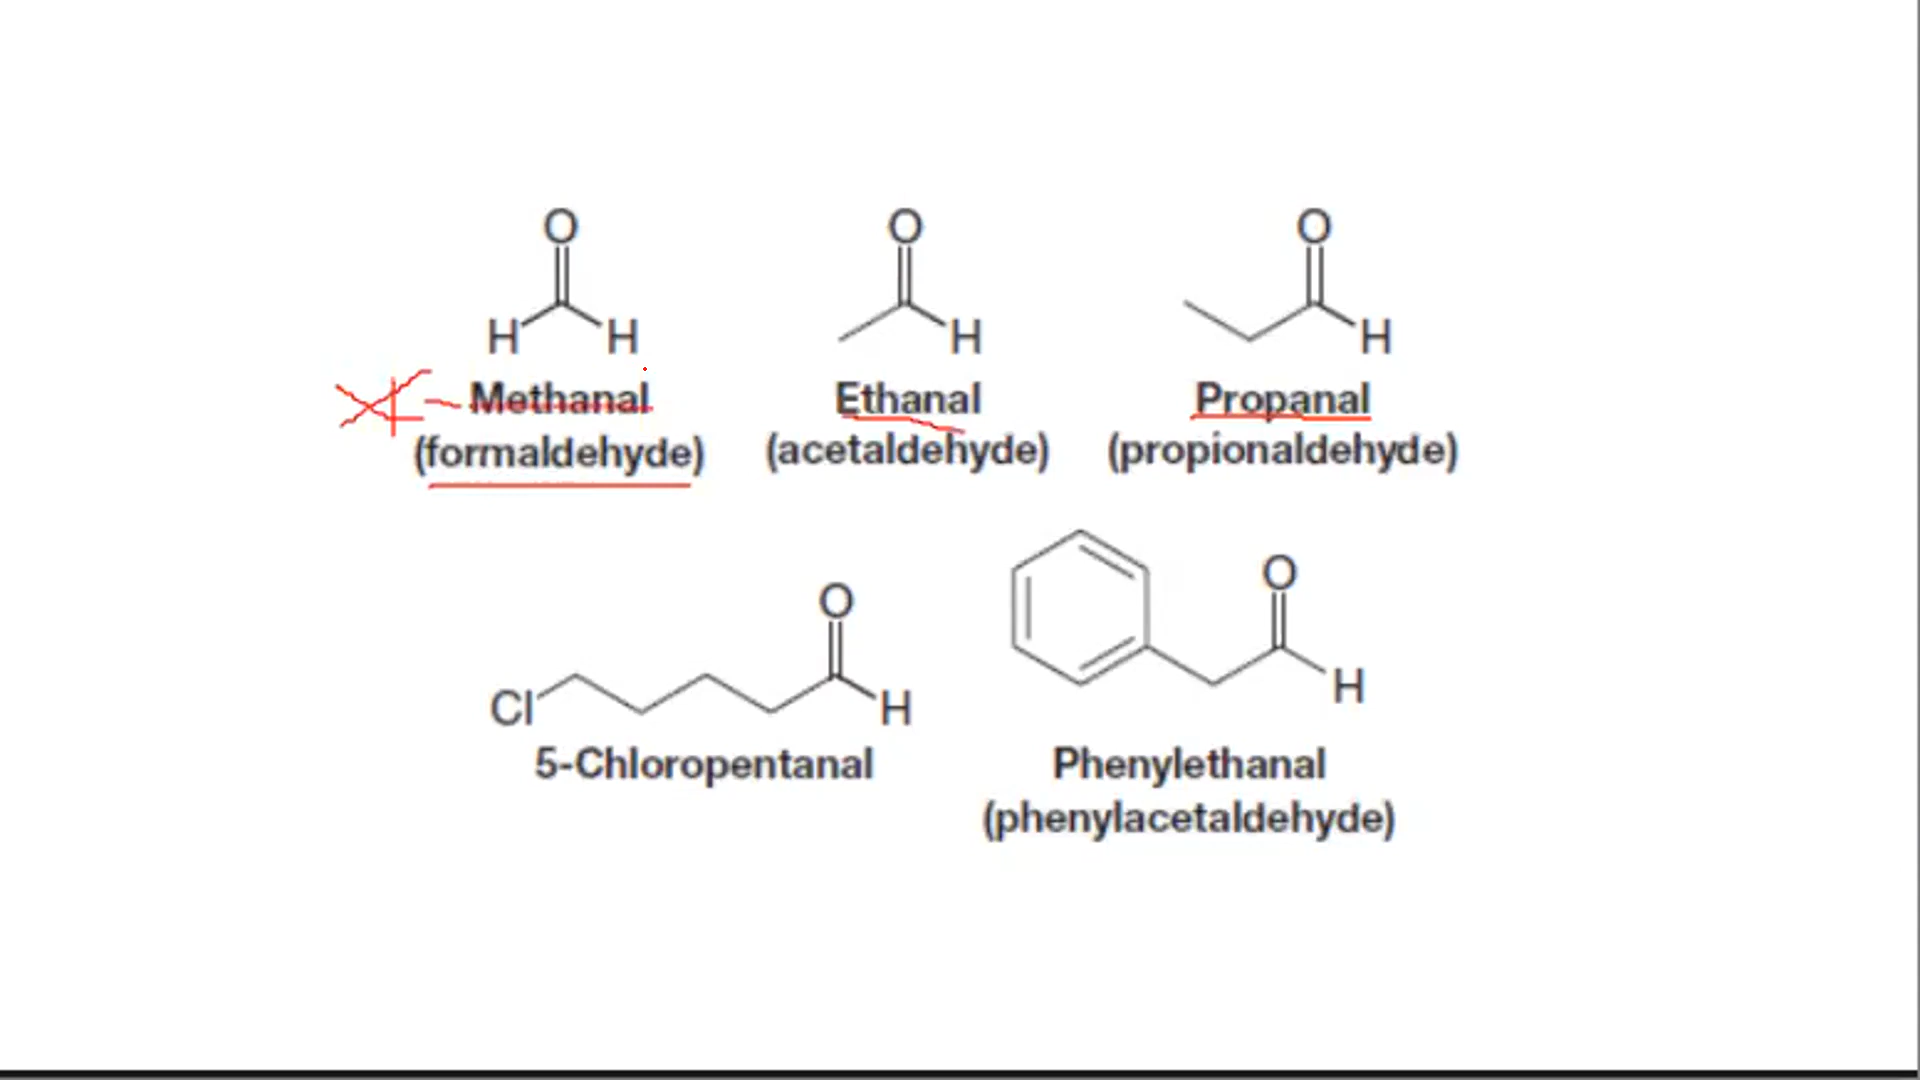 O O O
H H H H
Methanal Ethanal Propanal
(formaldehyde) (acetaldehyde) (propionaldehyde)
O O
Cl H H
5-Chloropentanal Phenylethanal
(phenylacetaldehyde)